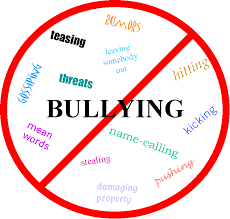 RUMORS
teasing
leaving
somebody
out
GOSSIPING
threats
hitting
BULLYING
kicking
mean
words
name-calling
stealing
pushing
damaging
property